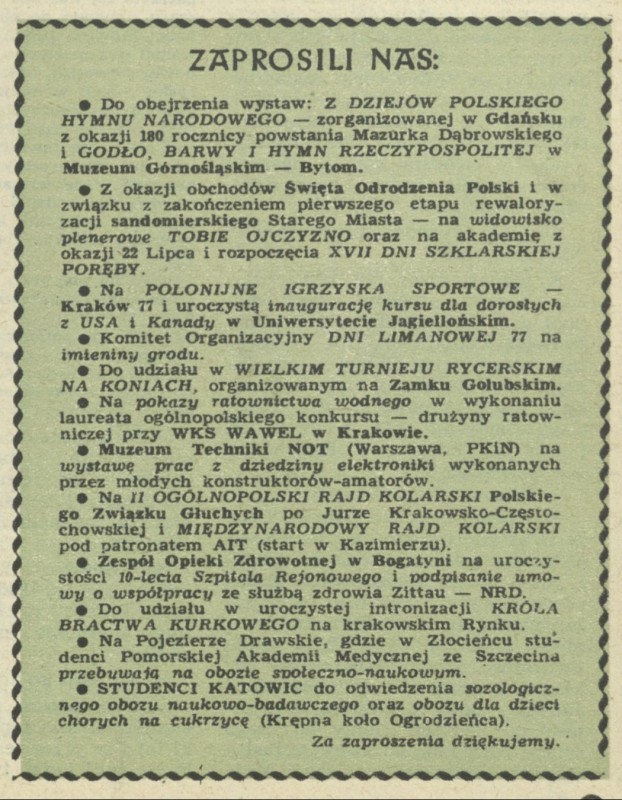 ZAPROSILI NAS:
● Do obejrzenia wystaw: Z DZIEJÓW POLSKIEGO
HYMNU NARODOWEGO — zorganizowanej w Gdańsku
z okazji 180 rocznicy powstania Mazurka Dąbrowskiego
i GODŁO, BARWY I HYMN RZECZYPOSPOLITEJ w
Muzeum Górnośląskim — Bytom.
● Z okazji obchodów Święta Odrodzenia Polski i w
związku z zakończeniem pierwszego etapu rewalory-
zacji sandomierskiego Starego Miasta — na widowisko
plenerowe TOBIE OJCZYZNO oraz na akademię z
okazji 22 Lipca i rozpoczęcia XVII DNI SZKLARSKIEJ
PORĘBY.
● Na POLONIJNE IGRZYSKA SPORTOWE —
Kraków 77 i uroczystą inaugurację kursu dla dorosłych
z USA i Kanady w Uniwersytecie Jagiellońskim.
● Komitet Organizacyjny DNI LIMANOWEJ 77 na
imieniny grodu.
● Do udziału w WIELKIM TURNIEJU RYCERSKIM
NA KONIACH, organizowanym na Zamku Golubskim.
● Na pokazy ratownictwa wodnego w wykonaniu
laureata ogólnopolskiego konkursu — drużyny ratow-
niczej przy WKS WAWEL w Krakowie.
● Muzeum Techniki NOT (Warszawa, PKiN) na
wystawę prac z dziedziny elektroniki wykonanych
przez młodych konstruktorów-amatorów.
● Na II OGÓLNOPOLSKI RAJD KOLARSKI Polskie-
go Związku Głuchych po Jurze Krakowsko-Często-
chowskiej i MIĘDZYNARODOWY RAJD KOLARSKI
pod patronatem AIT (start w Kazimierzu).
● Zespół Opieki Zdrowotnej w Bogatyni na uroczy-
stości 10-lecia Szpitala Rejonowego i podpisanie umo-
wy o współpracy ze służbą zdrowia Zittau — NRD.
● Do udziału w uroczystej intronizacji KRÓLA
BRACTWA KURKOWEGO na krakowskim Rynku.
● Na Pojezierze Drawskie, gdzie w Złocieńcu stu-
denci Pomorskiej Akademii Medycznej ze Szczecina
przebywają na obozie społeczno-naukowym.
● STUDENCI KATOWIC do odwiedzenia sozologicz-
nego obozu naukowo-badawczego oraz obozu dla dzieci
chorych na cukrzycę (Krępna koło Ogrodzieńca).
Za zaproszenia dziękujemy.